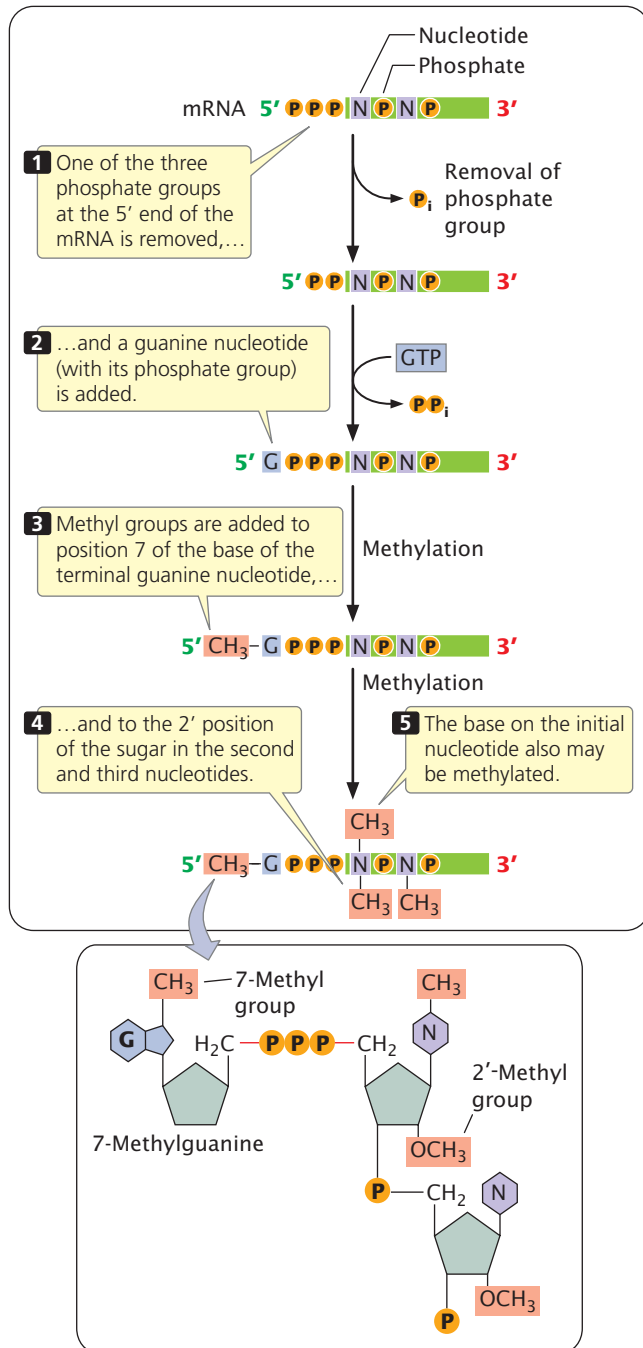 Nucleotide
Phosphate
mRNA 5′ P P P N P N P 3′
1 One of the three
phosphate groups
at the 5′ end of the
mRNA is removed,…
Pi
Removal of
phosphate
group
5′ P P N P N P 3′
2 …and a guanine nucleotide
(with its phosphate group)
is added.
GTP
P Pi
5′ G P P P N P N P 3′
3 Methyl groups are added to
position 7 of the base of the
terminal guanine nucleotide,…
Methylation
5′ CH3–G P P P N P N P 3′
Methylation
4 …and to the 2′ position
of the sugar in the second
and third nucleotides.
5 The base on the initial
nucleotide also may
be methylated.
CH3
5′ CH3–G P P P N P N P 3′
CH3 CH3
CH3
7-Methyl
group
CH3
G
H2C P P P CH2
N
2′-Methyl
group
7-Methylguanine
OCH3
P CH2
N
OCH3
P